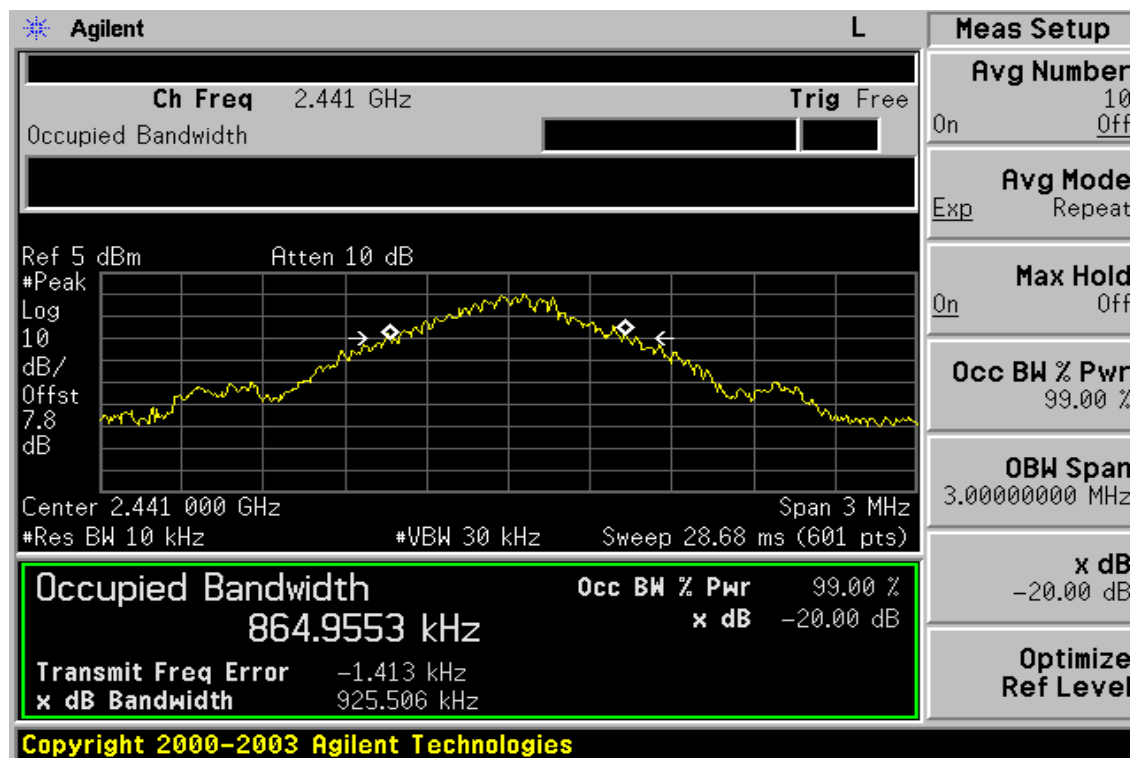 Agilent L
Meas Setup
Ch Freq 2.441 GHz Trig Free
Occupied Bandwidth
Avg Number
10
On Off
Avg Mode
Exp Repeat
Max Hold
On Off
Occ BW % Pwr
99.00 %
OBW Span
3.00000000 MHz
x dB
-20.00 dB
Optimize
Ref Level
Ref 5 dBm Atten 10 dB
#Peak
Log
10
dB/
Offst
7.8
dB
Center 2.441 000 GHz Span 3 MHz
#Res BW 10 kHz #VBW 30 kHz Sweep 28.68 ms (601 pts)
Occupied Bandwidth Occ BW % Pwr 99.00 %
864.9553 kHz x dB -20.00 dB
Transmit Freq Error -1.413 kHz
x dB Bandwidth 925.506 kHz
Copyright 2000-2003 Agilent Technologies